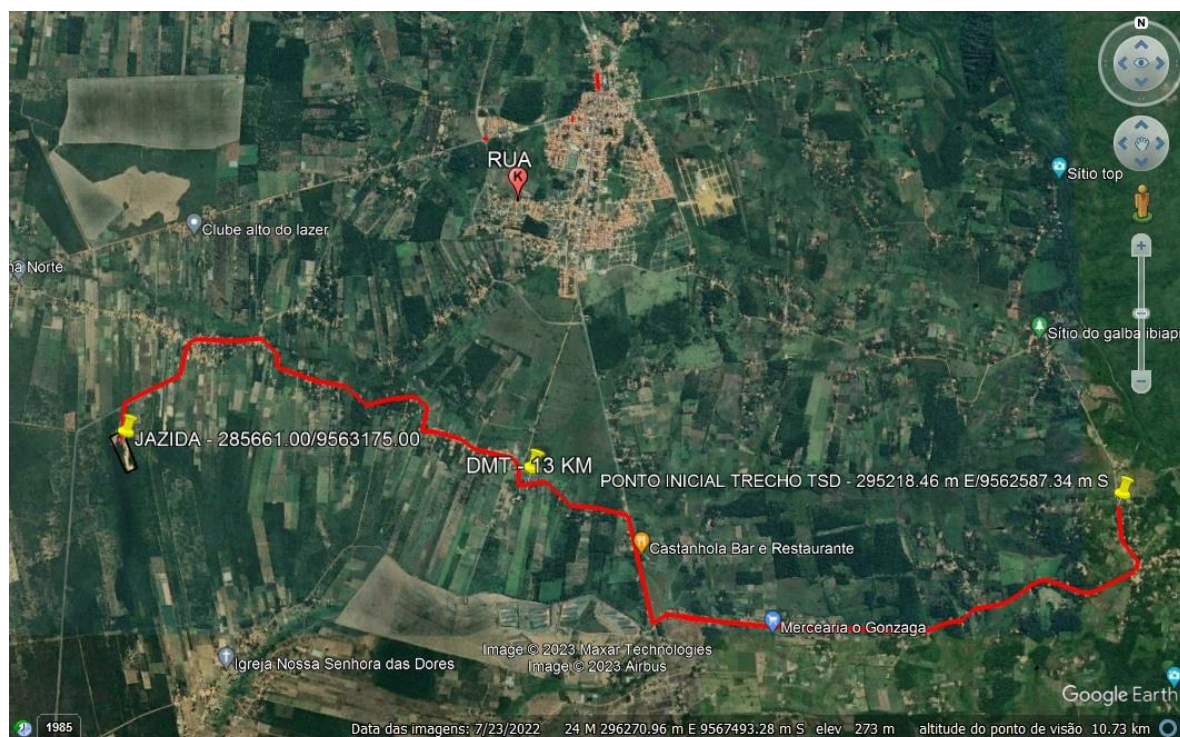 N
RUA
K
Sítio top
Clube alto do lazer
na Norte
Sítio do galba ibiapi
JAZIDA - 285661.00/9563175.00
DMT - 13 KM
PONTO INICIAL TRECHO TSD - 295218.46 m E/9562587.34 m S
Castanhola Bar e Restaurante
Mercearia o Gonzaga
Image © 2023 Maxar Technologies
Igreja Nossa Senhora das Dores
Image © 2023 Airbus
Google Earth
1985
Data das imagens: 7/23/2022 24 M 296270.96 m E 9567493.28 m S elev 273 m altitude do ponto de visão 10.73 km